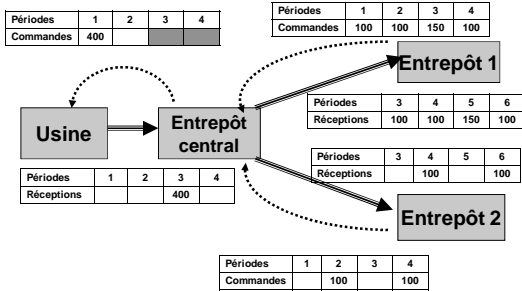 Périodes 1 2 3 4
Commandes 400
Périodes 1 2 3 4
Commandes 100 100 150 100
Entrepôt 1
Périodes 3 4 5 6
Réceptions 100 100 150 100
Usine
Entrepôt
central
Périodes 3 4 5 6
Réceptions 100 100
Périodes 1 2 3 4
Réceptions 400
Entrepôt 2
Périodes 1 2 3 4
Commandes 100 100